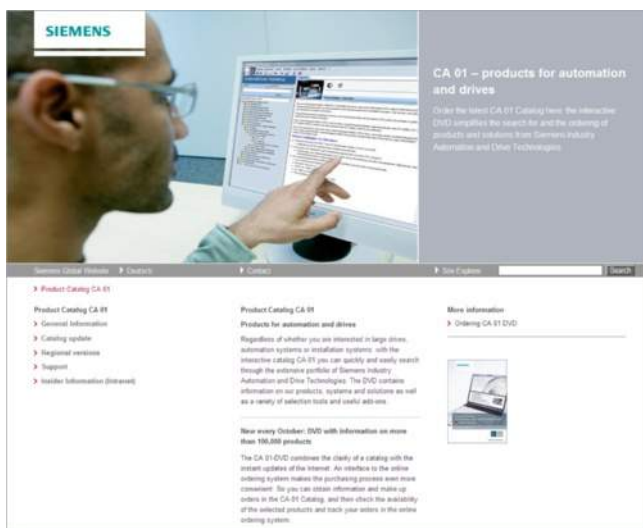 SIEMENS
CA 01 – products for automation
and drives
Order the latest CA 01 Catalog here: the interactive
DVD simplifies the search for and the ordering of
products and solutions from Siemens Industry
Automation and Drive Technologies
Siemens Global Website Deutsch Contact Site Explorer Search
Product Catalog CA 01
Product Catalog CA 01
General Information
Catalog update
Regional versions
Support
Insider Information (Intranet)
Product Catalog CA 01
Products for automation and drives
Regardless of whether you are interested in large drives,
automation systems or installation systems: with the
interactive catalog CA 01 you can quickly and easily search
through the extensive portfolio of Siemens Industry
Automation and Drive Technologies. The DVD contains
information on our products, systems and solutions as well
as a variety of selection tools and useful add-ons.
New every October: DVD with information on more
than 100,000 products
The CA 01-DVD combines the clarity of a catalog with the
instant updates of the Internet. An interface to the online
ordering system makes the purchasing process even more
convenient. So you can obtain information and make up
orders in the CA 01 Catalog, and then check the availability
of the selected products and track your orders in the online
ordering system.
More information
Ordering CA 01 DVD